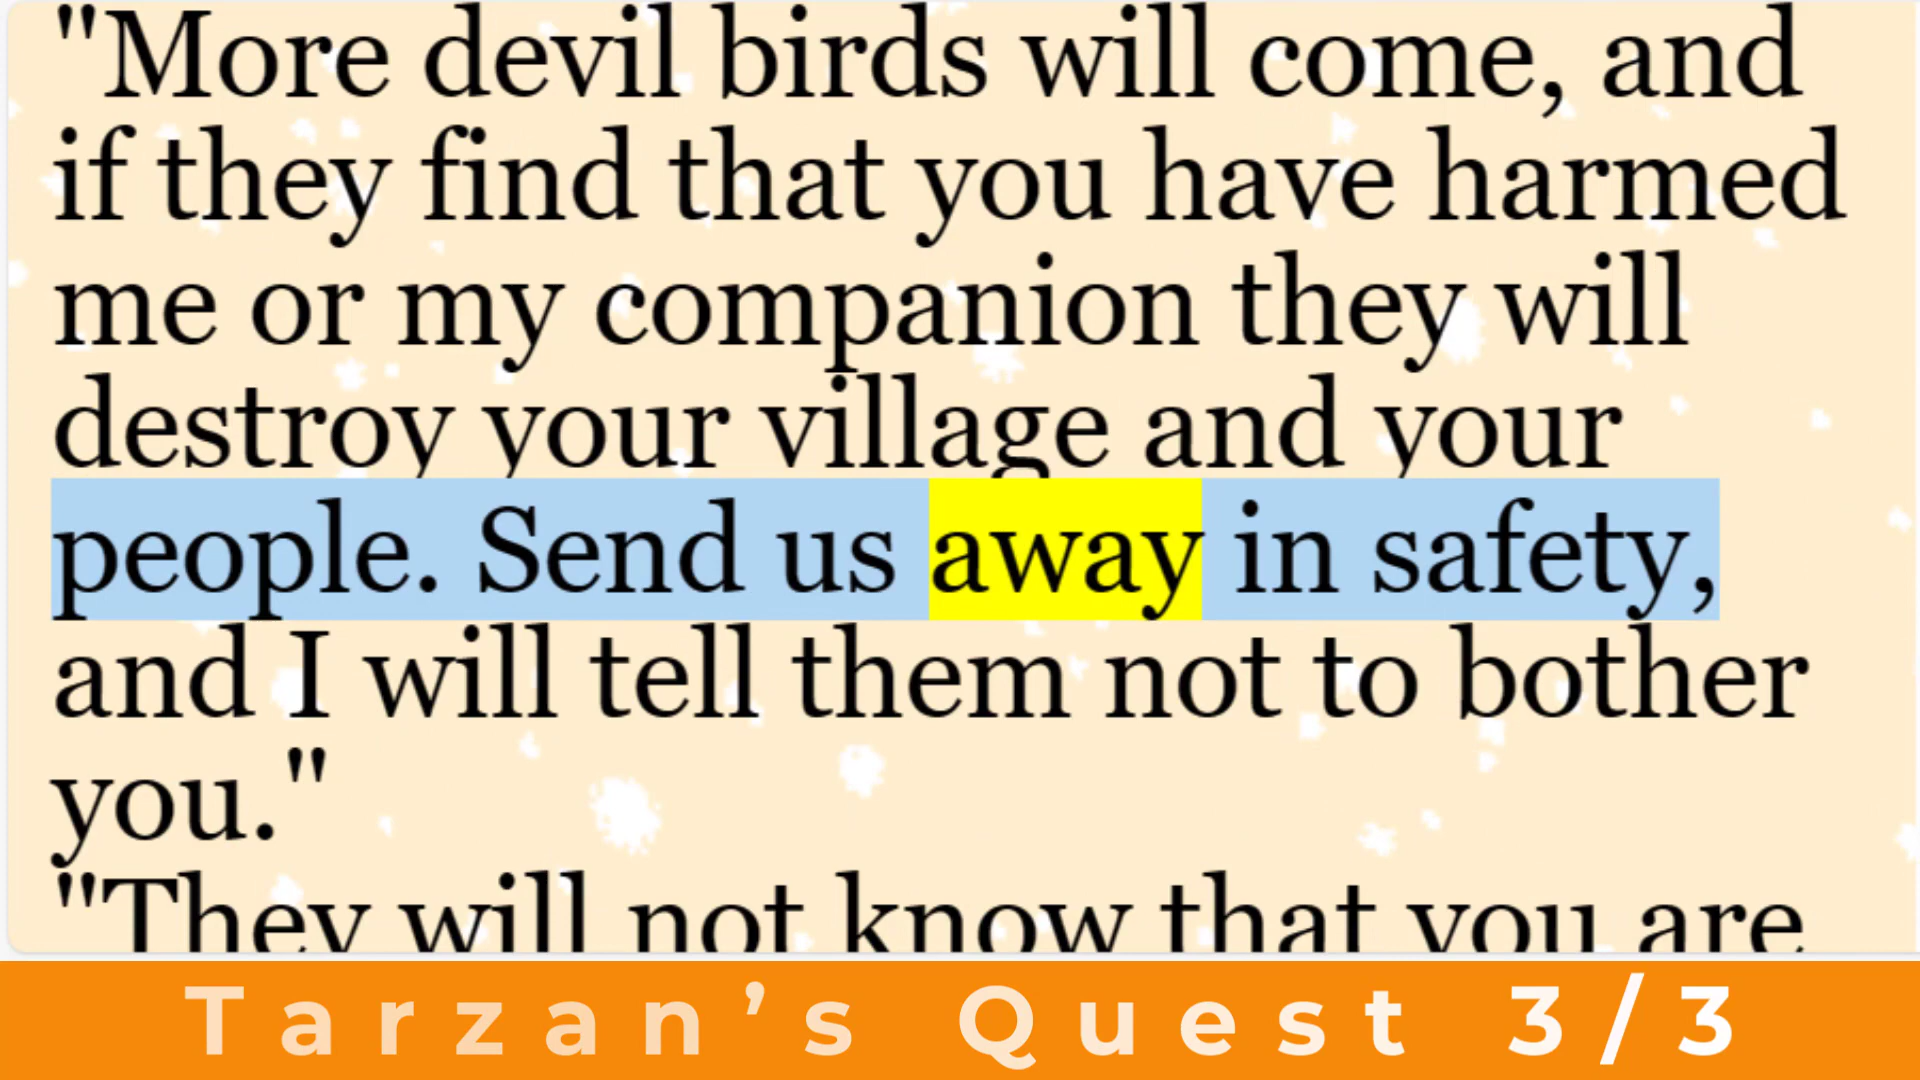 "More devil birds will come, and
if they find that you have harmed
me or my companion they will
destroy your village and your
people. Send us away in safety,
and I will tell them not to bother
you."
"They will not know that you are
Tarzan’s Quest 3/3